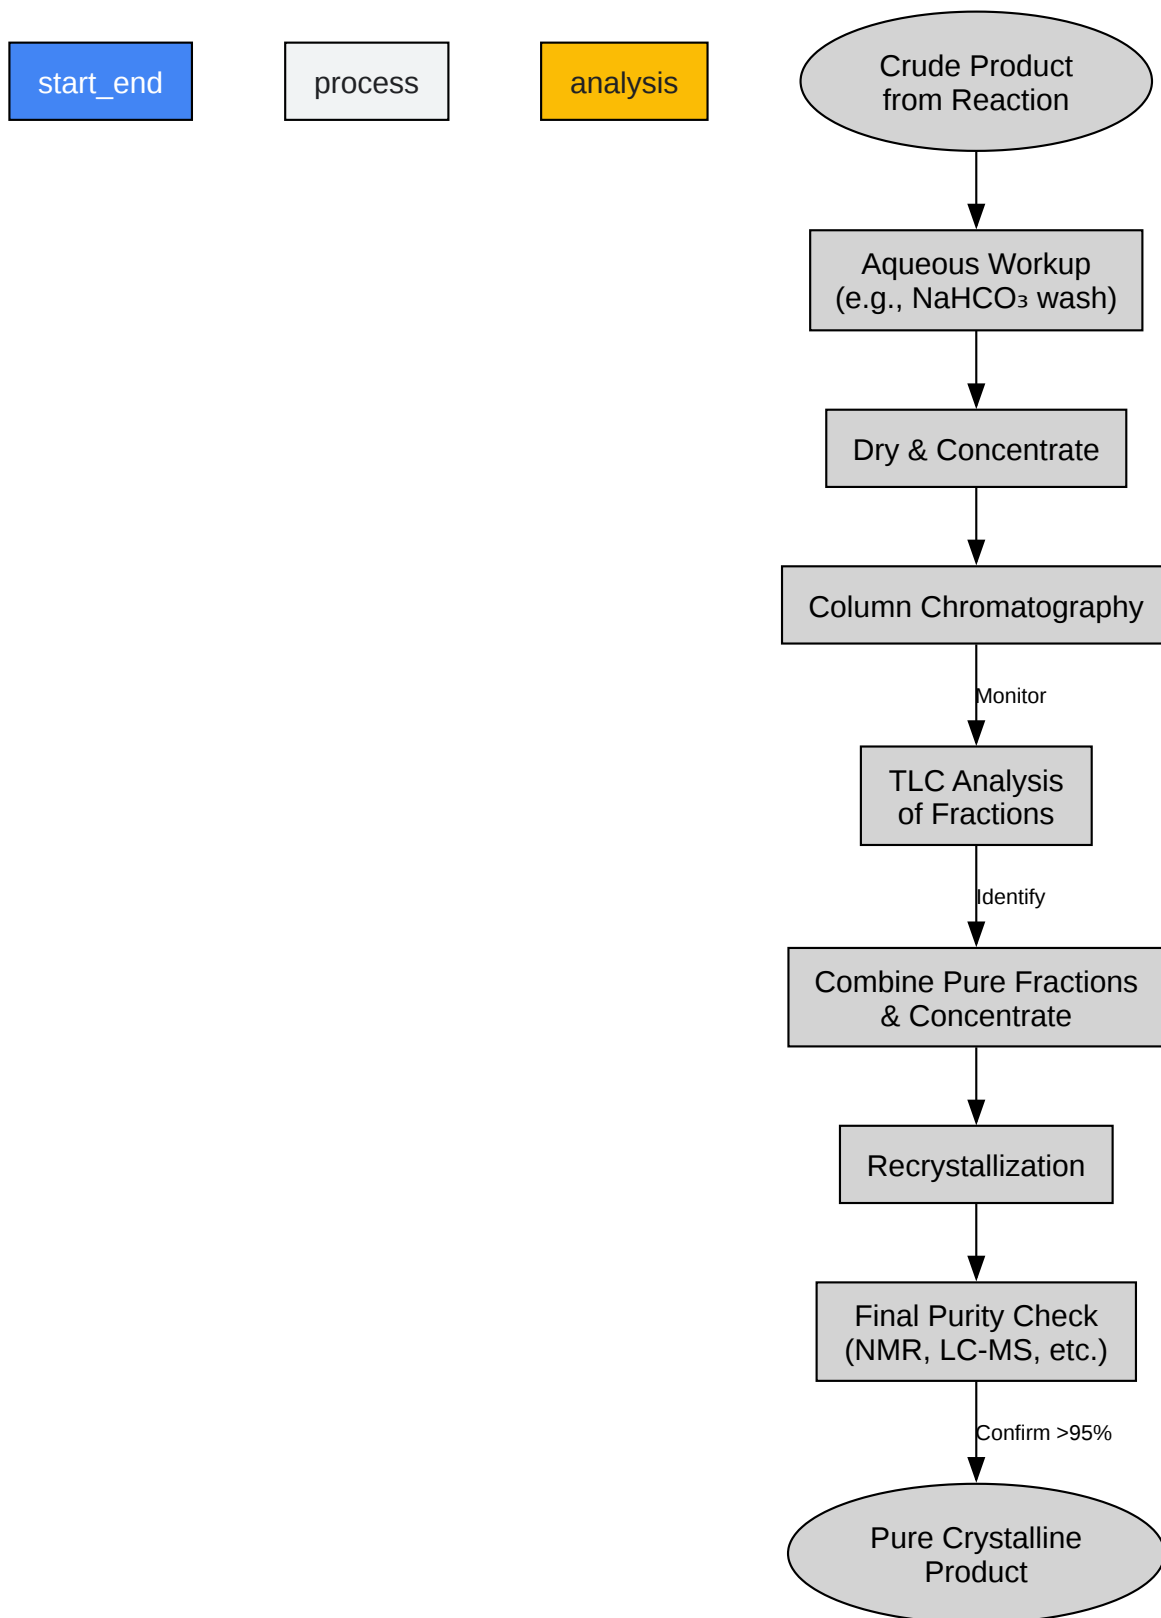 start_end
process
analysis
Crude Product
from Reaction
Aqueous Workup
(e.g., NaHCO₃ wash)
Dry & Concentrate
Column Chromatography
Monitor
TLC Analysis
of Fractions
Identify
Combine Pure Fractions
& Concentrate
Recrystallization
Final Purity Check
(NMR, LC-MS, etc.)
Confirm >95%
Pure Crystalline
Product